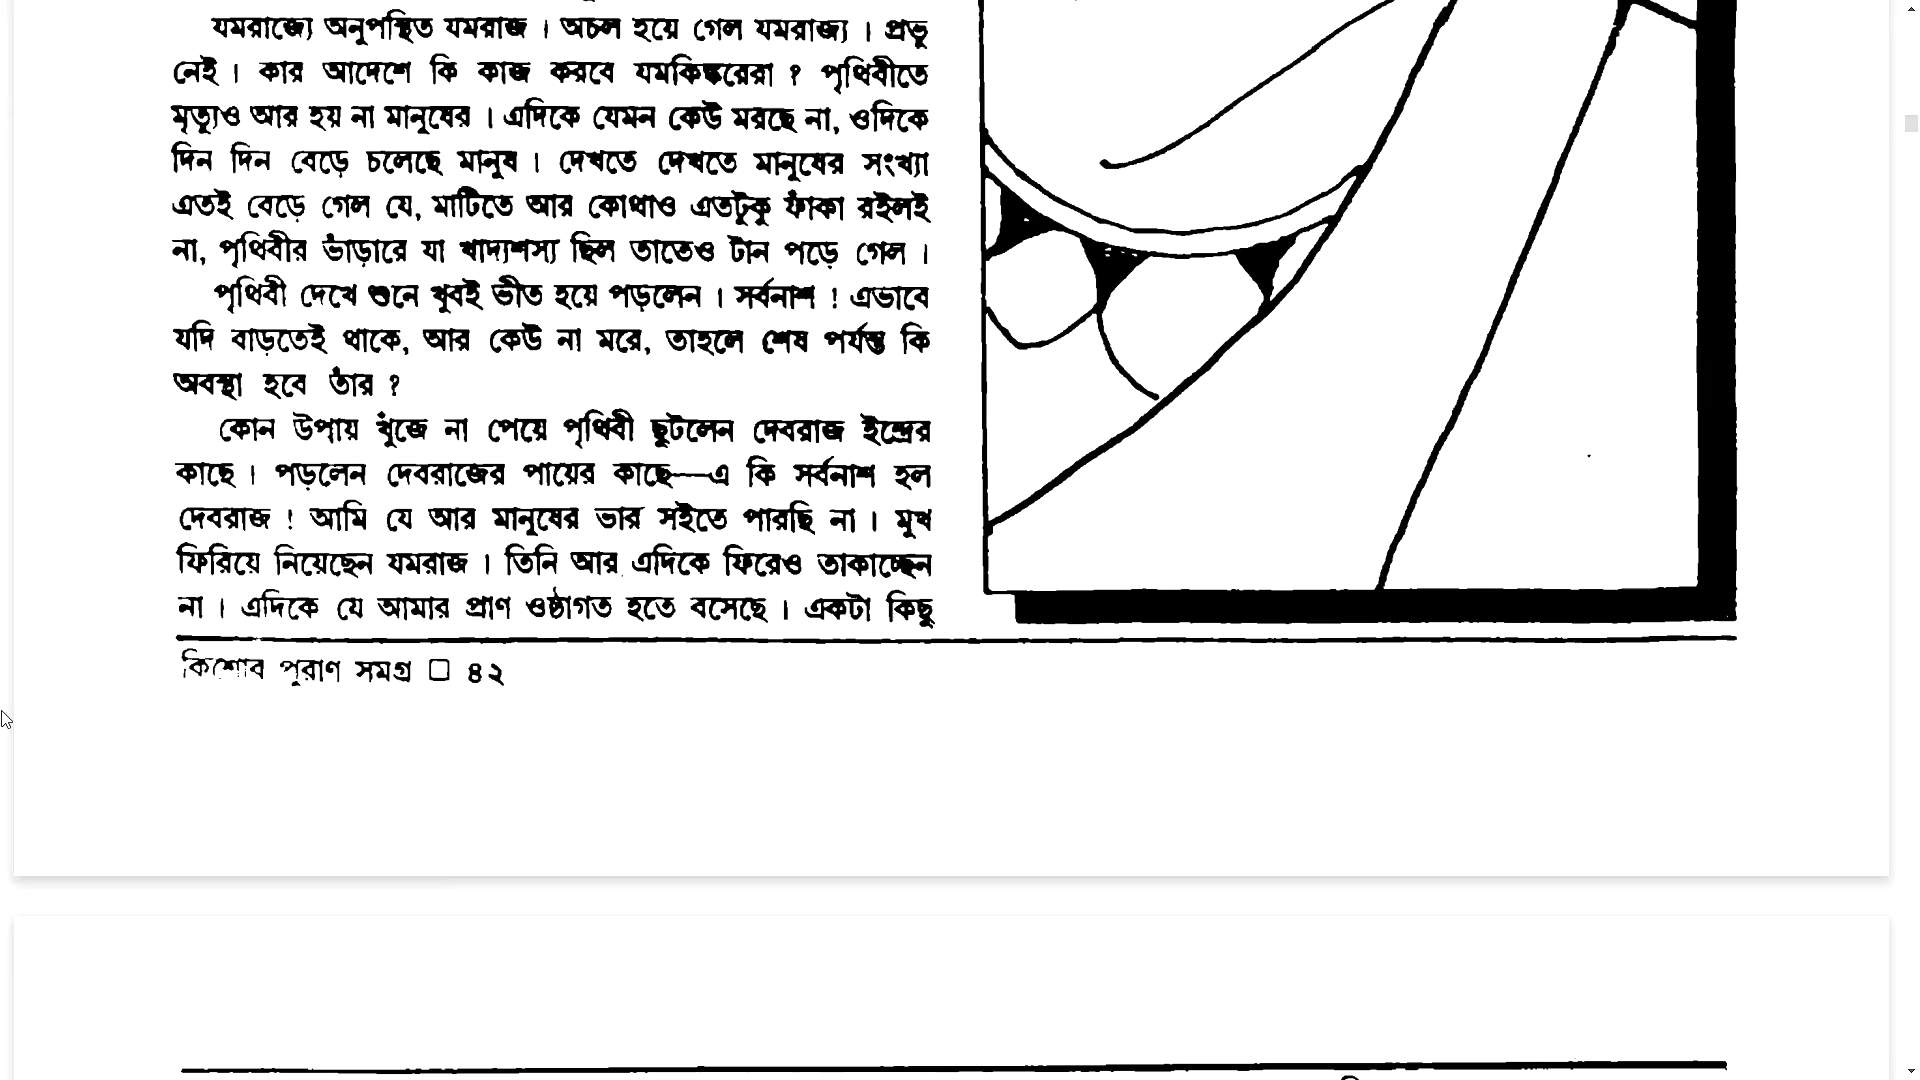 যমরাজ্যে অনুপস্থিত যমরাজ। অচল হয়ে গেল যমরাজ্য। প্রভু
নেই। কার আদেশে কি কাজ করবে যমকিঙ্করেরা? পৃথিবীতে
মৃত্যুও আর হয় না মানুষের। এদিকে যেমন কেউ মরছে না, ওদিকে
দিন দিন বেড়ে চলেছে মানুষ। দেখতে দেখতে মানুষের সংখ্যা
এতই বেড়ে গেল যে, মাটিতে আর কোথাও এতটুকু ফাঁকা রইলই
না, পৃথিবীর ভাঁড়ারে যা খাদ্যশস্য ছিল তাতেও টান পড়ে গেল।
পৃথিবী দেখে শুনে খুবই ভীত হয়ে পড়লেন। সর্বনাশ! এভাবে
যদি বাড়তেই থাকে, আর কেউ না মরে, তাহলে শেষ পর্যন্ত কি
অবস্থা হবে তাঁর?
কোন উপায় খুঁজে না পেয়ে পৃথিবী ছুটলেন দেবরাজ ইন্দ্রের
কাছে। পড়লেন দেবরাজের পায়ের কাছে—এ কি সর্বনাশ হল
দেবরাজ! আমি যে আর মানুষের ভার সইতে পারছি না। মুখ
ফিরিয়ে নিয়েছেন যমরাজ। তিনি আর এদিকে ফিরেও তাকাচ্ছেন
না। এদিকে যে আমার প্রাণ ওষ্ঠাগত হতে বসেছে। একটা কিছু
কিশোর পুরাণ সমগ্র □ ৪২